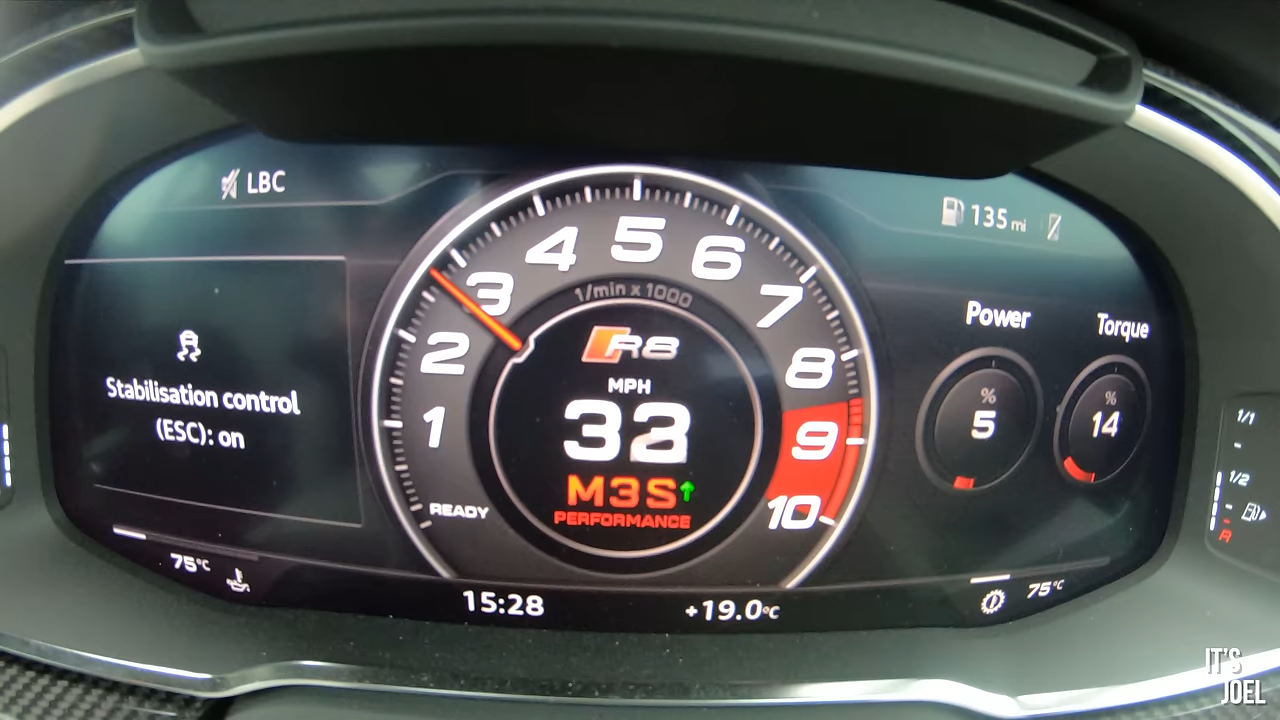 LBC
135 mi
Stabilisation control
(ESC): on
1
2
3
4
5
6
7
8
9
10
1/min x 1000
READY
R8
MPH
32
M3S↑
PERFORMANCE
Power
%
5
Torque
%
14
75°C
15:28
+19.0°C
75°C
1/1
1/2
R
IT'S
JOEL